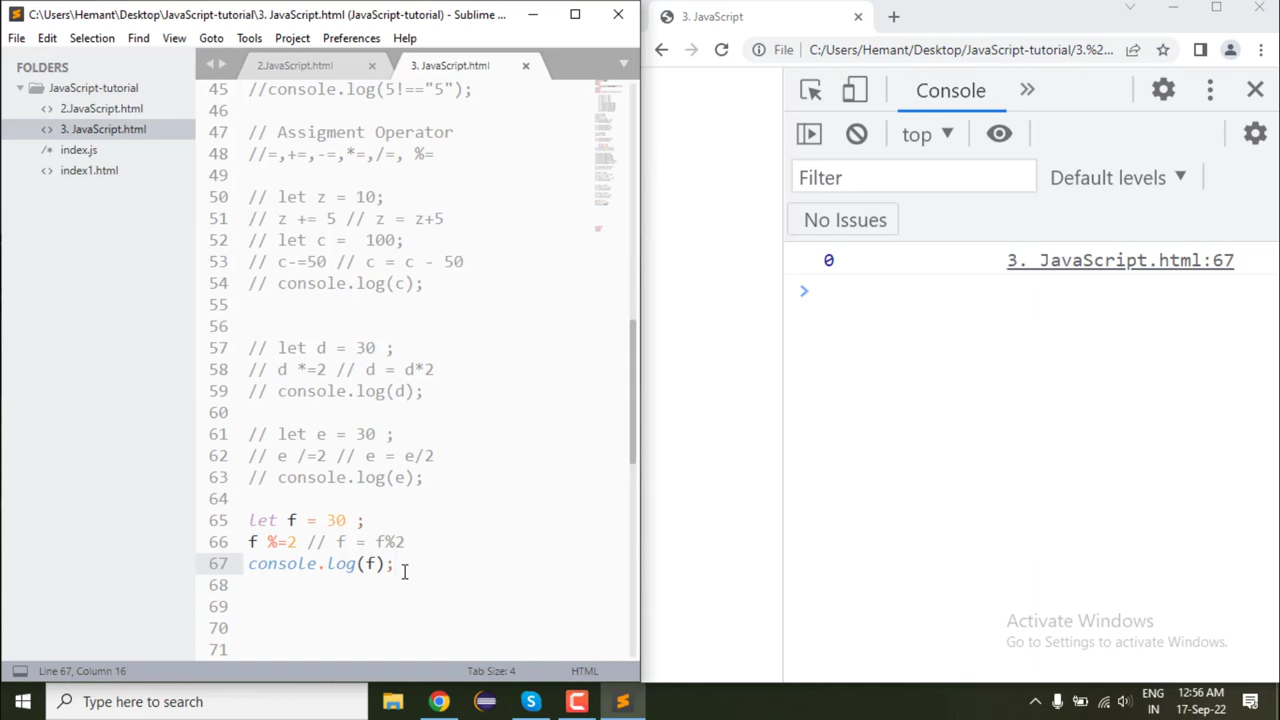 C:\Users\Hemant\Desktop\JavaScript-tutorial\3. JavaScript.html (JavaScript-tutorial) - Sublime ...
File Edit Selection Find View Goto Tools Project Preferences Help
FOLDERS
JavaScript-tutorial
2.JavaScript.html
3. JavaScript.html
index.js
index1.html
2.JavaScript.html
3. JavaScript.html
45 //console.log(5!=="5");
46
47 // Assigment Operator
48 //=,+=,-=,*=,/=, %=
49
50 // let z = 10;
51 // z += 5 // z = z+5
52 // let c =  100;
53 // c-=50 // c = c - 50
54 // console.log(c);
55
56
57 // let d = 30 ;
58 // d *=2 // d = d*2
59 // console.log(d);
60
61 // let e = 30 ;
62 // e /=2 // e = e/2
63 // console.log(e);
64
65 let f = 30 ;
66 f %=2 // f = f%2
67 console.log(f);
68
69
70
71
Line 67, Column 16
Tab Size: 4
HTML
3. JavaScript
File C:/Users/Hemant/Desktop/JavaScript-tutorial/3.%2...
Console
top
Filter
Default levels
No Issues
0 3. JavaScript.html:67
Activate Windows
Go to Settings to activate Windows.
Type here to search
ENG
IN
12:56 AM
17-Sep-22